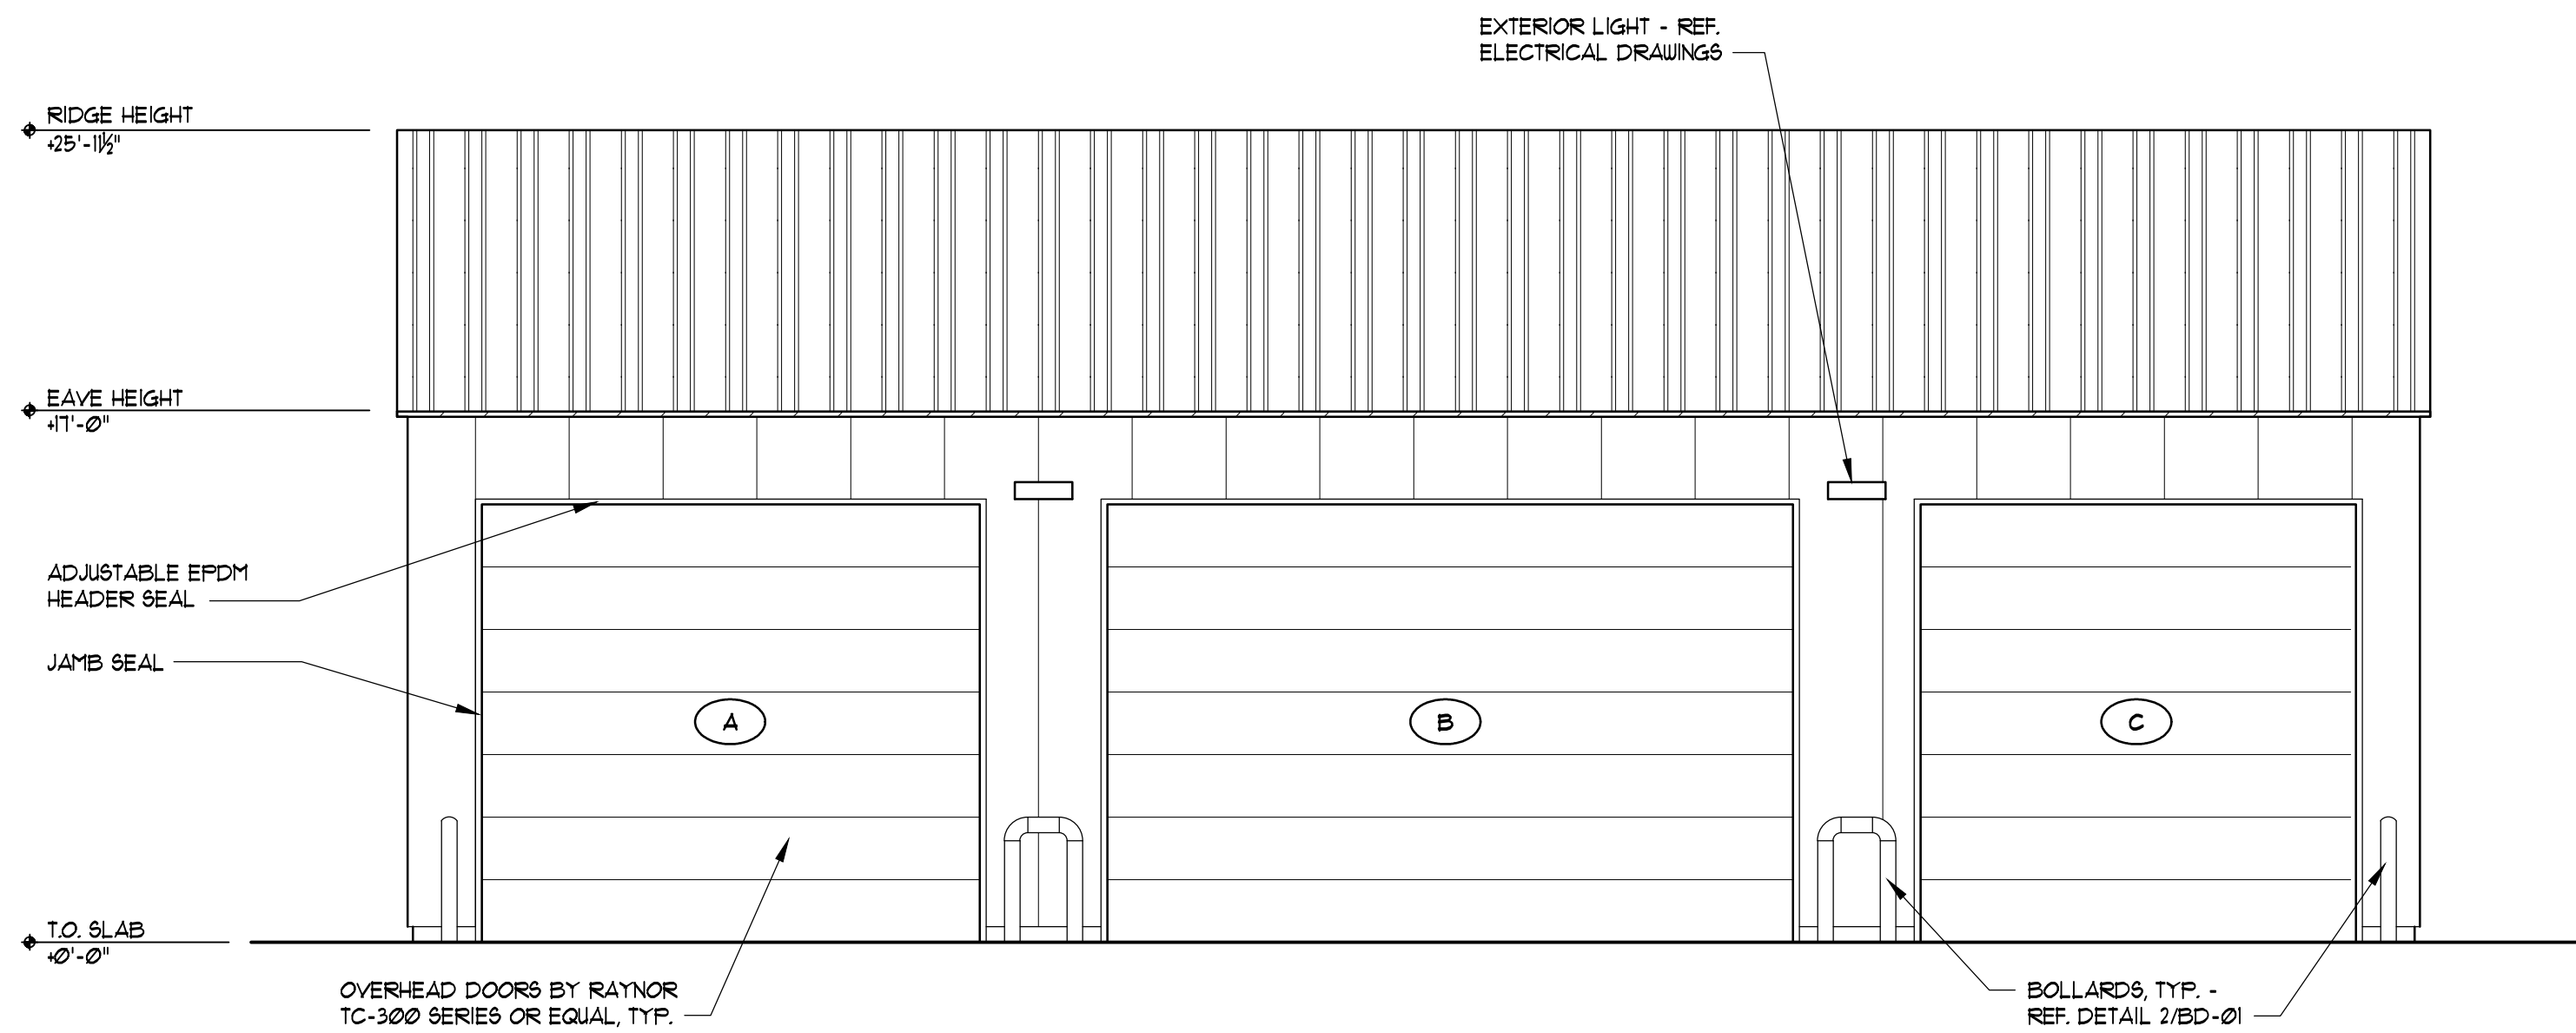 EXTERIOR LIGHT - REF.
ELECTRICAL DRAWINGS
RIDGE HEIGHT
+25'-11½"
EAVE HEIGHT
+17'-0"
ADJUSTABLE EPDM
HEADER SEAL
JAMB SEAL
A
B
C
T.O. SLAB
+0'-0"
OVERHEAD DOORS BY RAYNOR
TC-300 SERIES OR EQUAL, TYP.
BOLLARDS, TYP. -
REF. DETAIL 2/BD-01